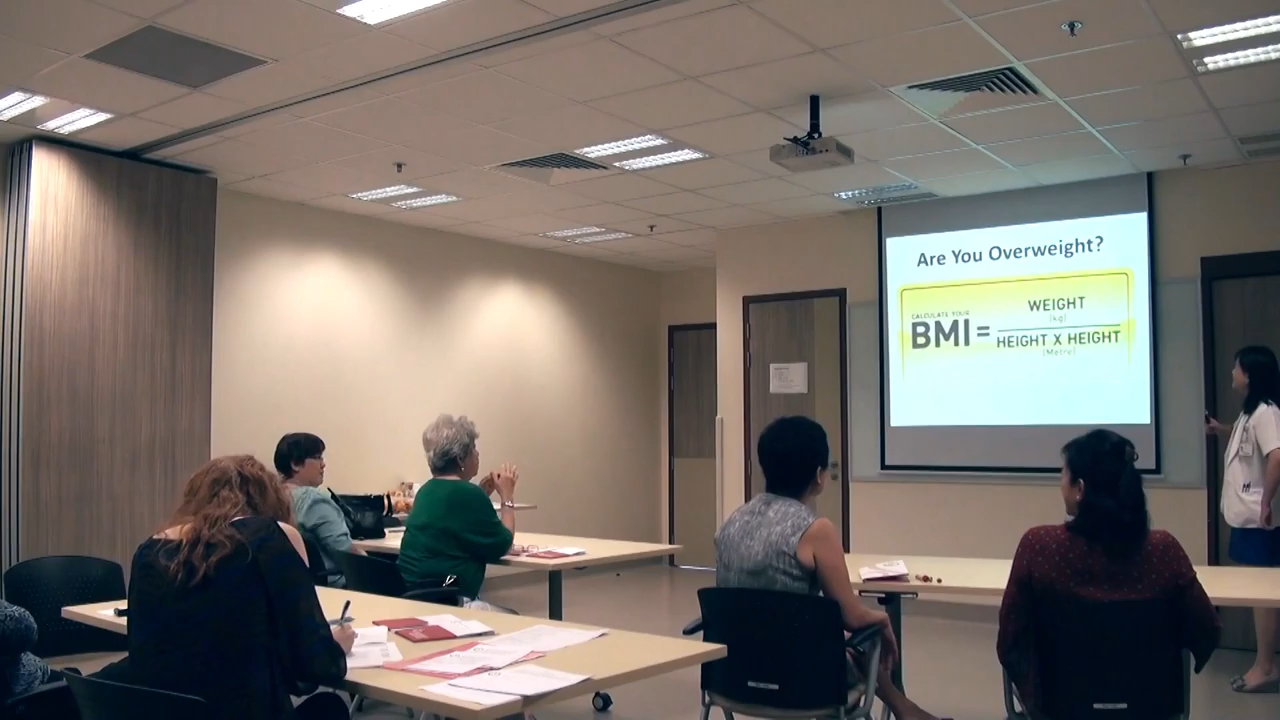 Are You Overweight?
CALCULATE YOUR
BMI =
WEIGHT
(kg)
HEIGHT X HEIGHT
(Metre)